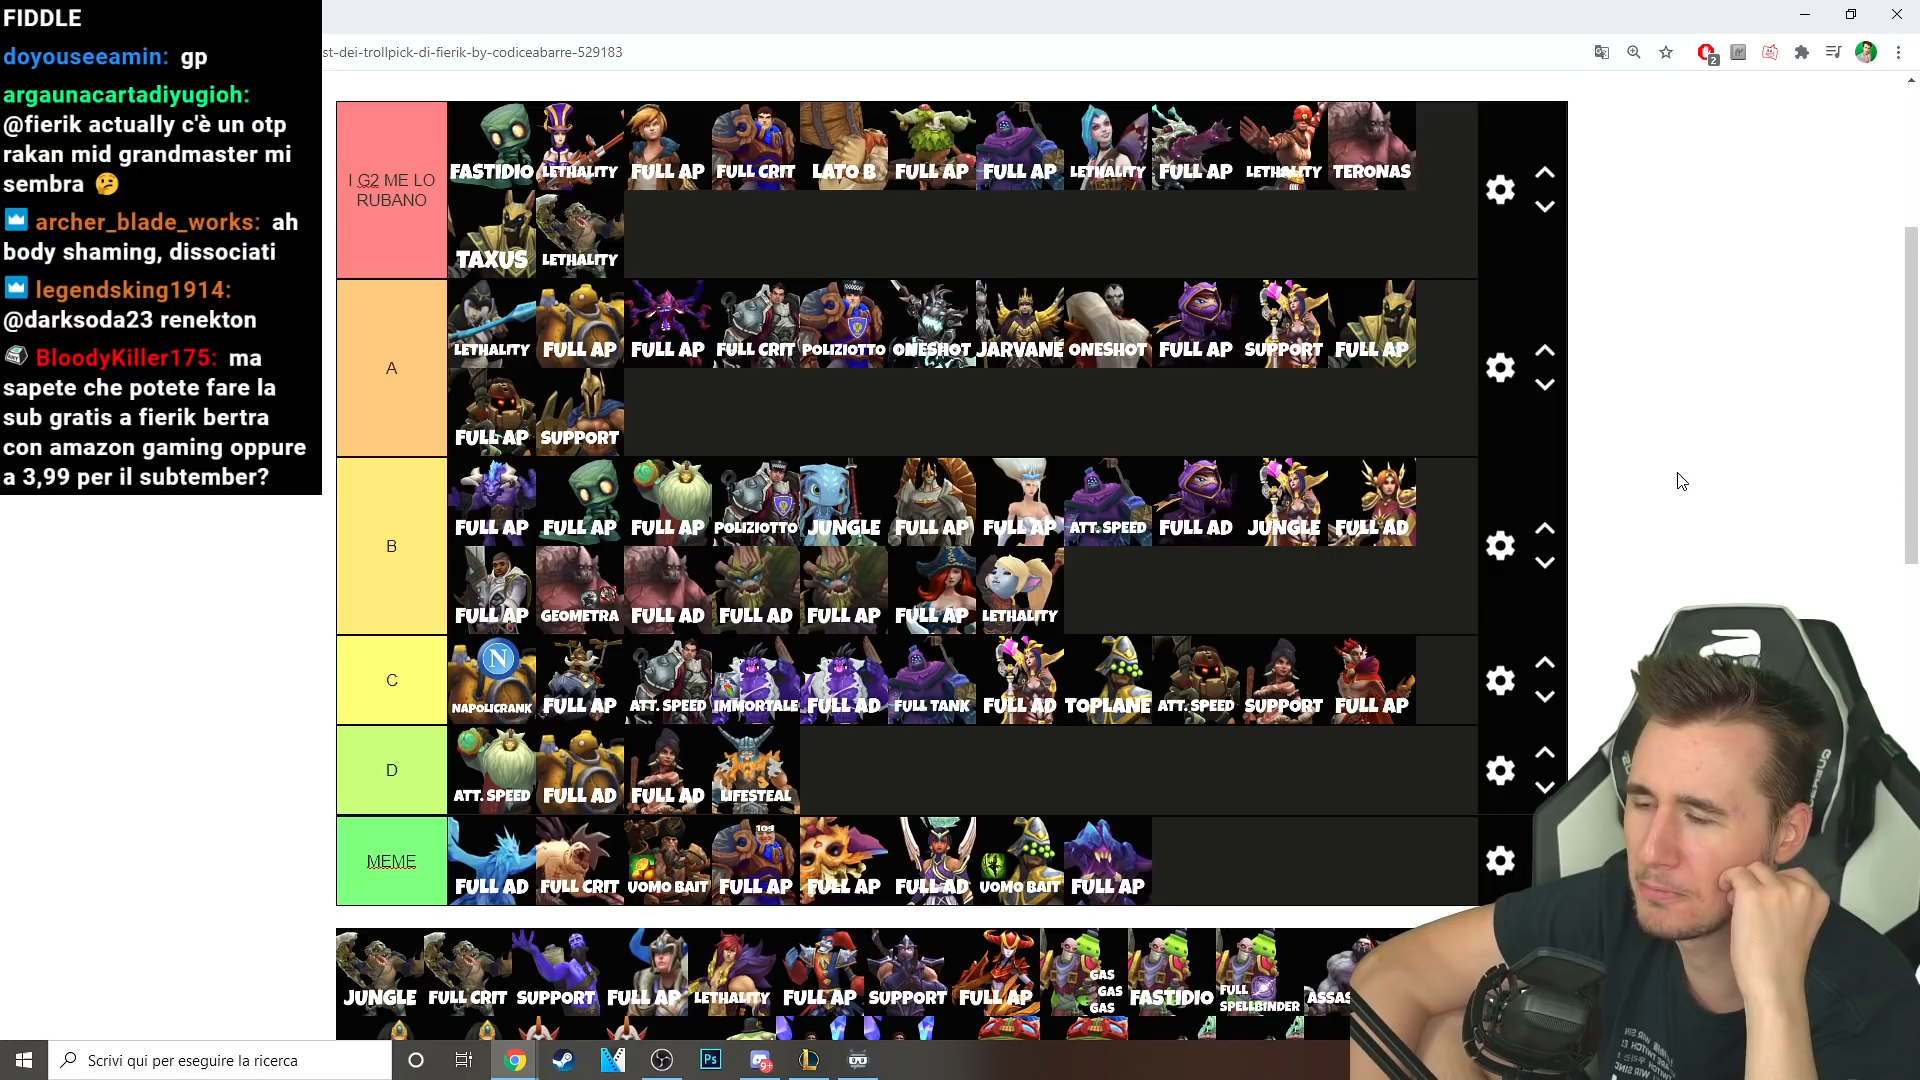 FIDDLE
doyouseeamin: gp
argaunacartadiyugioh:
@fierik actually c'è un otp
rakan mid grandmaster mi
sembra
archer_blade_works: ah
body shaming, dissociati
legendsking1914:
@darksoda23 renekton
BloodyKiller175: ma
sapete che potete fare la
sub gratis a fierik bertra
con amazon gaming oppure
a 3,99 per il subtember?
st-dei-trollpick-di-fierik-by-codiceabarre-529183
2
I G2 ME LO
RUBANO
FASTIDIO LETHALITY FULL AP FULL CRIT LATO B FULL AP FULL AP LETHALITY FULL AP LETHALITY TERONAS
TAXUS LETHALITY
A
LETHALITY FULL AP FULL AP FULL CRIT POLIZIOTTO ONESHOT JARVANE ONESHOT FULL AP SUPPORT FULL AP
FULL AP SUPPORT
B
FULL AP FULL AP FULL AP POLIZIOTTO JUNGLE FULL AP FULL AP ATT. SPEED FULL AD JUNGLE FULL AD
FULL AP GEOMETRA FULL AD FULL AD FULL AP FULL AP LETHALITY
C
N
NAPOLICRANK FULL AP ATT. SPEED IMMORTALE FULL AD FULL TANK FULL AD TOPLANE ATT. SPEED SUPPORT FULL AP
D
ATT. SPEED FULL AD FULL AD LIFESTEAL
MEME
FULL AD FULL CRIT UOMO BAIT FULL AP FULL AP FULL AD UOMO BAIT FULL AP
JUNGLE FULL CRIT SUPPORT FULL AP LETHALITY FULL AP SUPPORT FULL AP
GAS
GAS
GAS
FASTIDIO
FULL
SPELLBINDER
ASSAS
Scrivi qui per eseguire la ricerca
Ps
9+